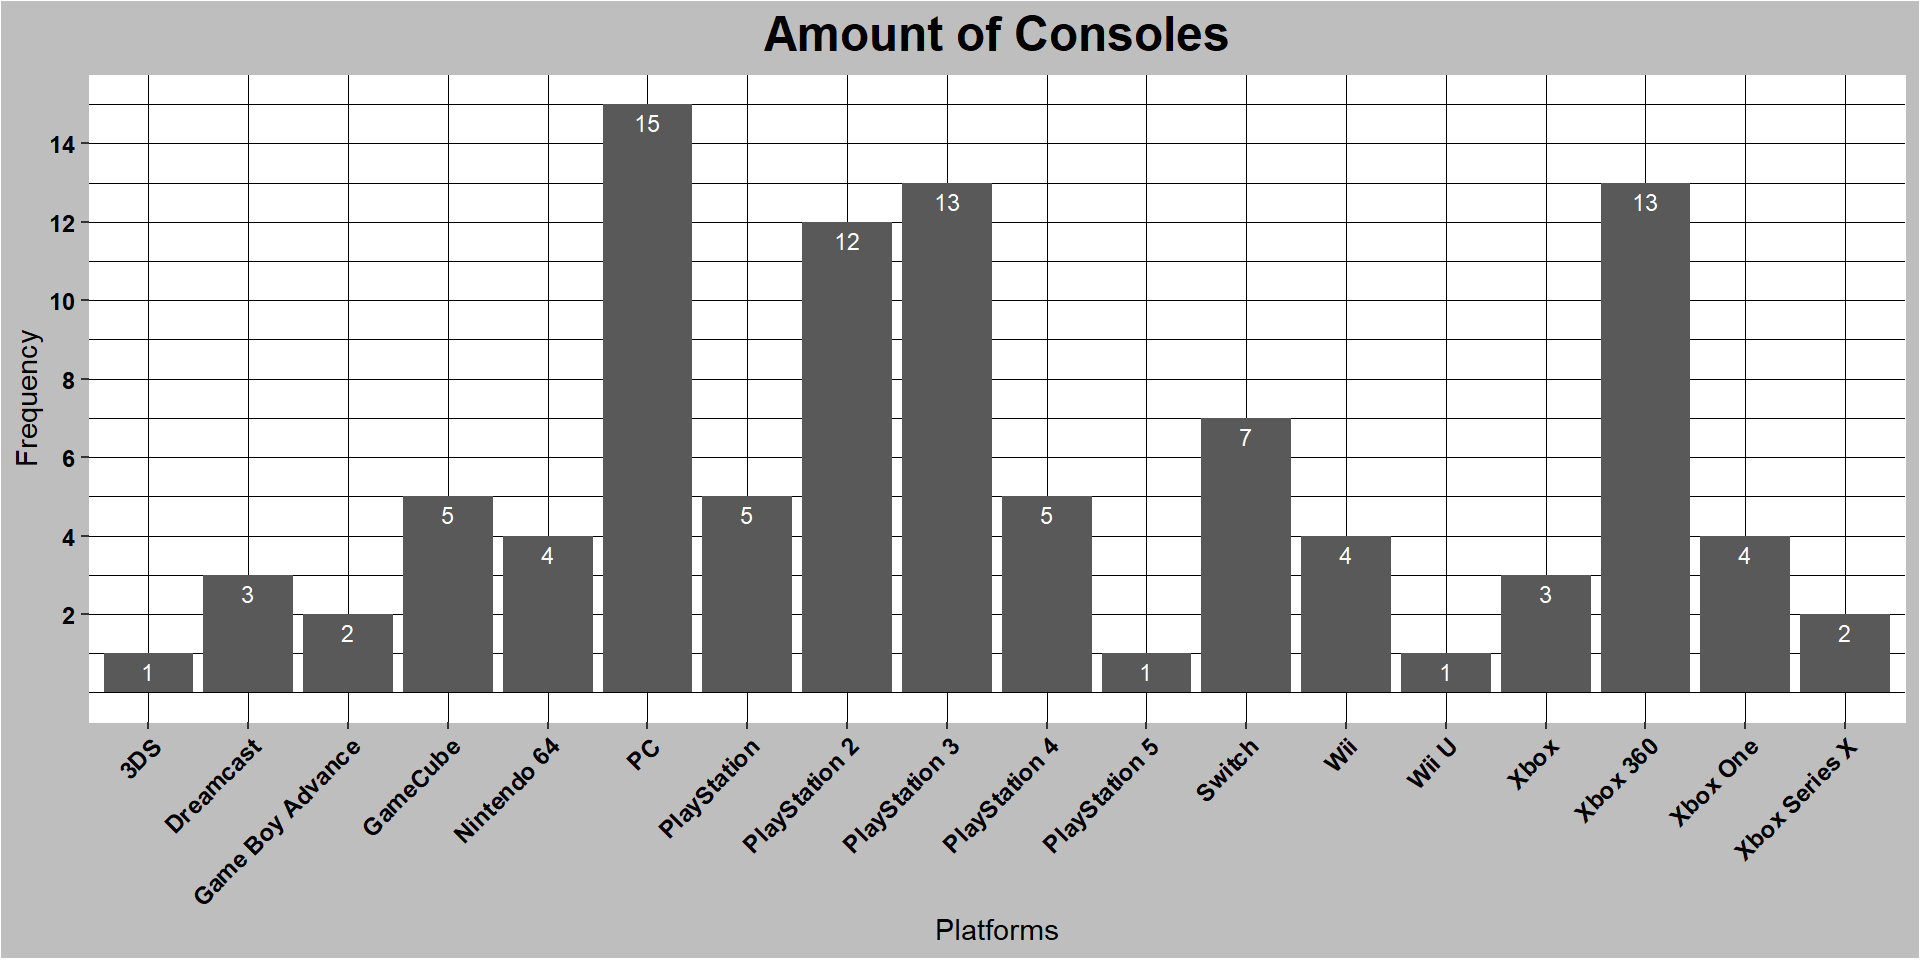 Amount of Consoles
Frequency
14
12
10
8
6
4
2
1
3
2
5
4
15
5
12
13
5
1
7
4
1
3
13
4
2
3DS
Dreamcast
Game Boy Advance
GameCube
Nintendo 64
PC
PlayStation
PlayStation 2
PlayStation 3
PlayStation 4
PlayStation 5
Switch
Wii
Wii U
Xbox
Xbox 360
Xbox One
Xbox Series X
Platforms